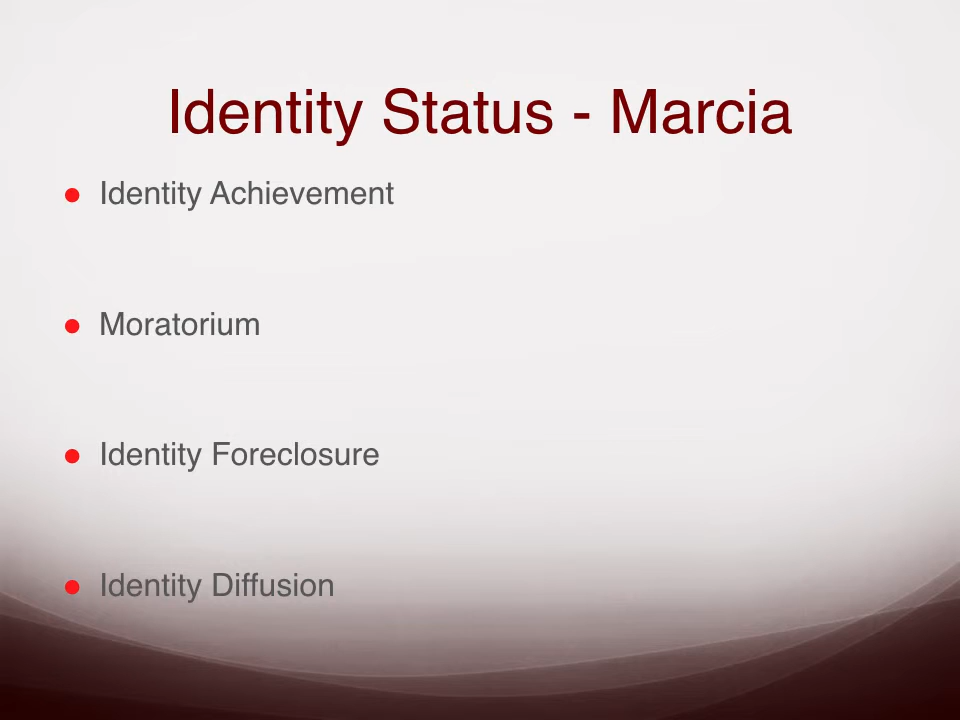 Identity Status - Marcia
● Identity Achievement
● Moratorium
● Identity Foreclosure
● Identity Diffusion